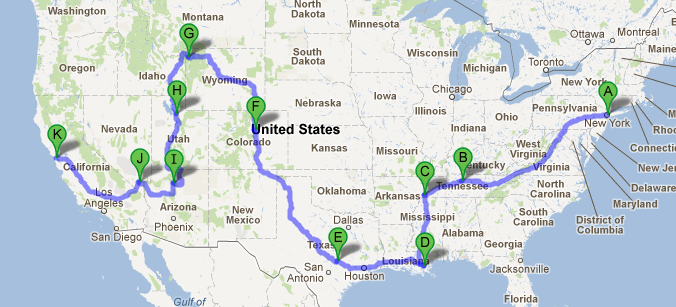 Montana
North
Dakota
Minnesota
Ottawa
Montreal
Oregon
Idaho
G
Wyoming
South
Dakota
Wisconsin
Michigan
Toronto
New York
Mas
H
F
Nebraska
Iowa
Chicago
A
Pennsylvania
New York
Rho
Nevada
Utah
United States
Colorado
Illinois
Indiana
Ohio
Connectic
K
California
Kansas
Missouri
B
Kentucky
West
Virginia
Virginia
New Jersey
J
I
C
Tennessee
Delaware
Los
Angeles
Arizona
Oklahoma
Arkansas
North
Carolina
Maryland
San Diego
Phoenix
New
Mexico
Dallas
Mississippi
South
Carolina
District of
Columbia
E
D
Alabama
Texas
Louisiana
Georgia
San
Antonio
Houston
Jacksonville
Gulf of
Florida